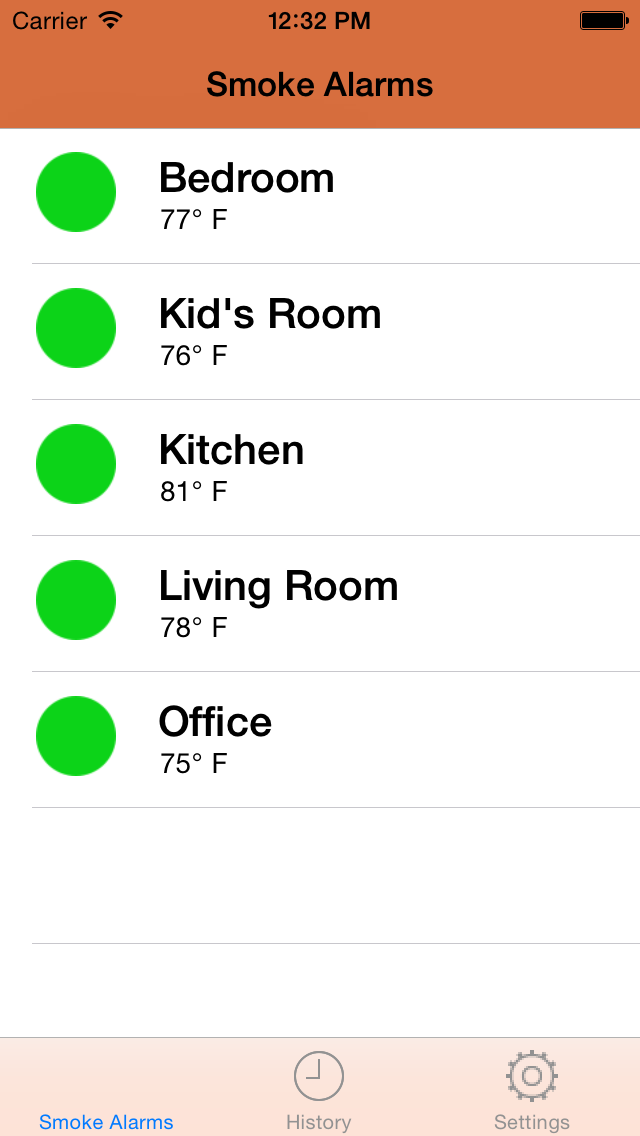 Carrier 12:32 PM
Smoke Alarms
Bedroom
77° F
Kid's Room
76° F
Kitchen
81° F
Living Room
78° F
Office
75° F
Smoke Alarms History Settings